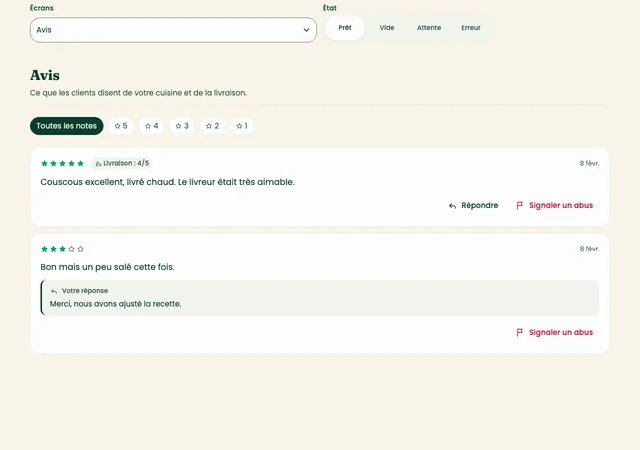 Écrans
État
Avis
Prêt Vide Attente Erreur
Avis
Ce que les clients disent de votre cuisine et de la livraison.
Toutes les notes 5 4 3 2 1
Livraison : 4/5 8 févr.
Couscous excellent, livré chaud. Le livreur était très aimable.
Répondre Signaler un abus
8 févr.
Bon mais un peu salé cette fois.
Votre réponse
Merci, nous avons ajusté la recette.
Signaler un abus